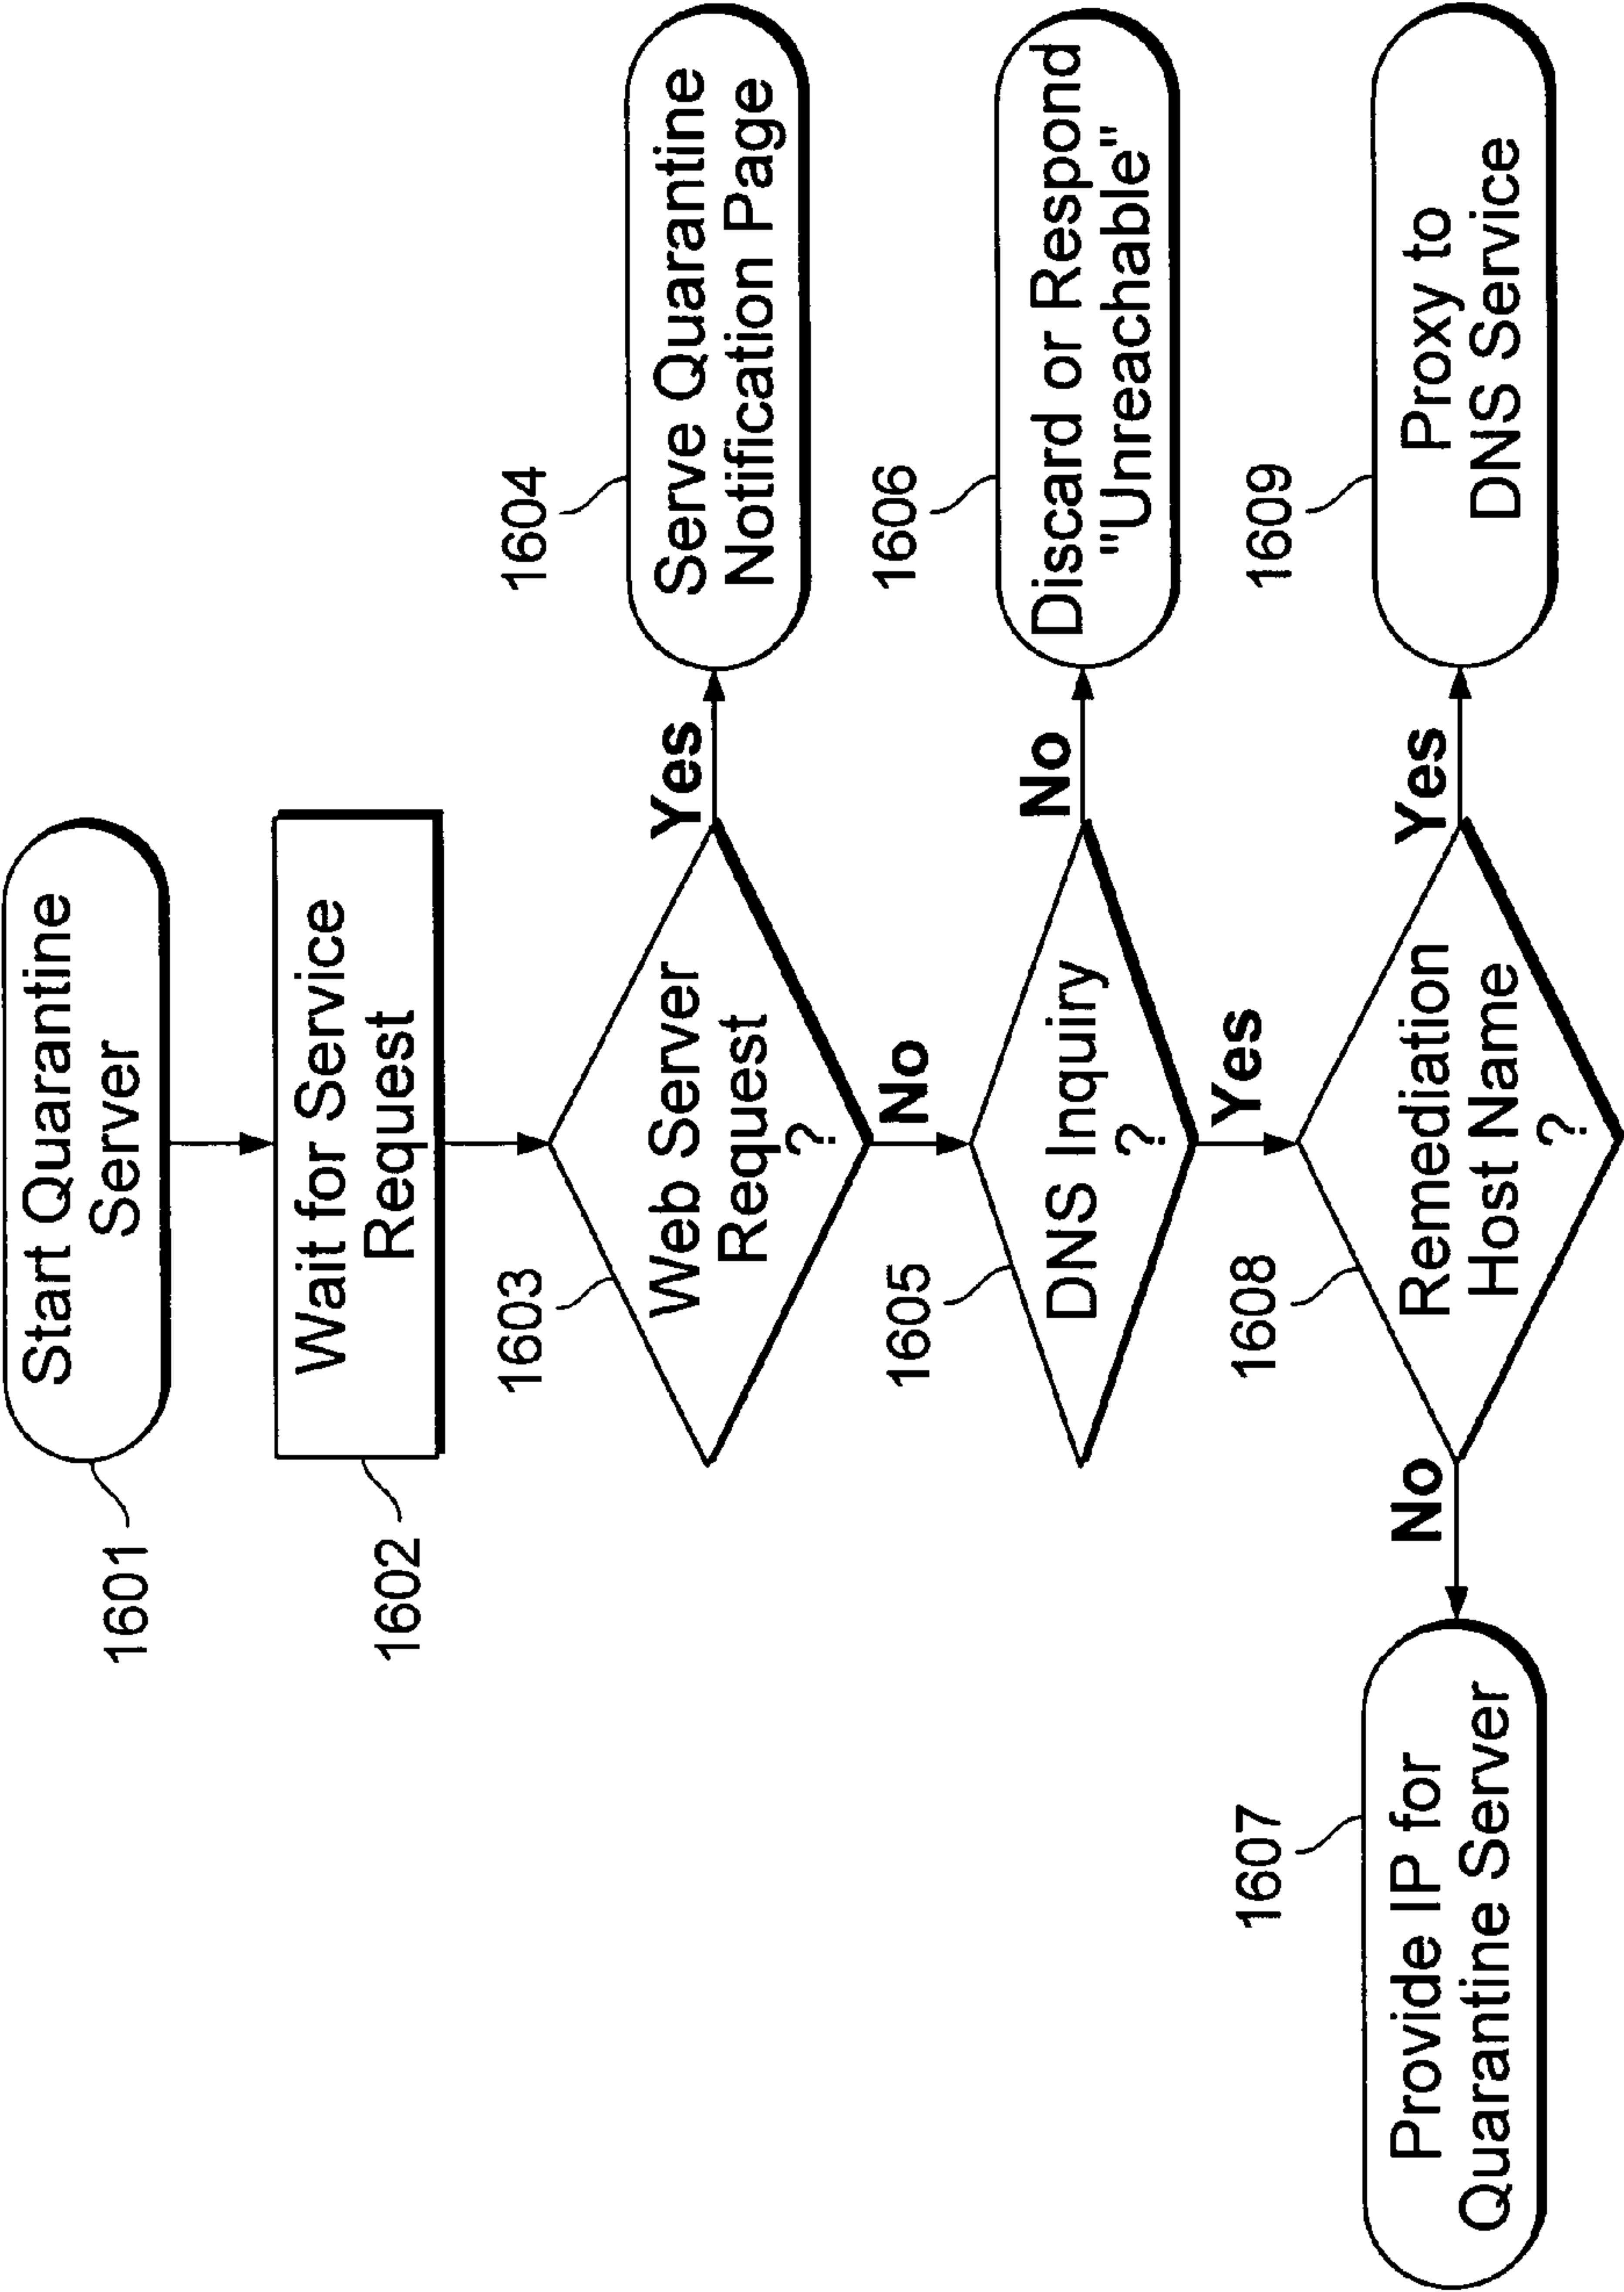 Start Quarantine
Server
1601
Wait for Service
Request
1602
1603
Web Server
Request
?
Yes
1604
Serve Quarantine
Notification Page
No
1605
DNS Inquiry
?
No
1606
Discard or Respond
"Unreachable"
Yes
1608
Remediation
Host Name
?
Yes
1609
Proxy to
DNS Service
No
1607
Provide IP for
Quarantine Server